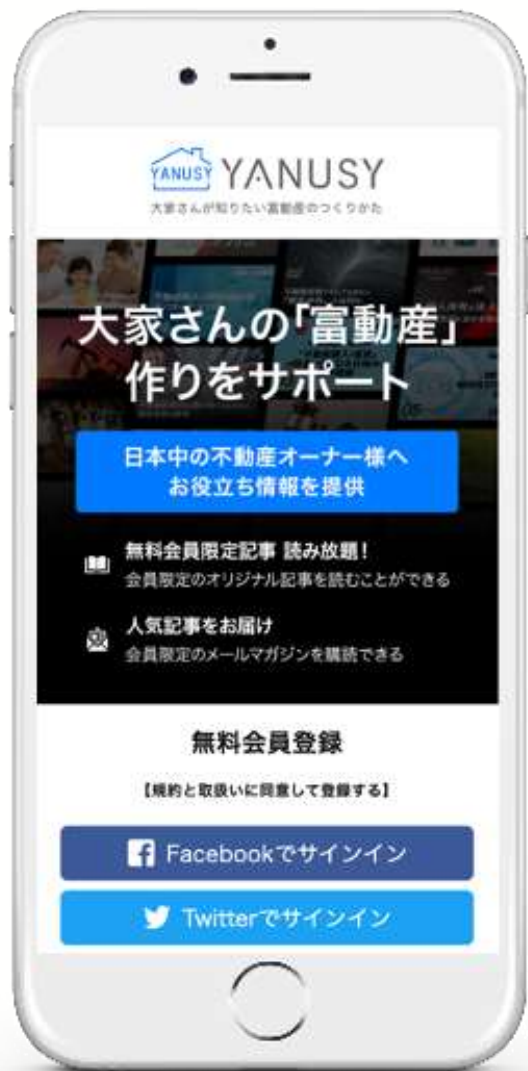 YANUSY
YANUSY
大家さんが知りたい富動産のつくりかた
大家さんの「富動産」
作りをサポート
日本中の不動産オーナー様へ
お役立ち情報を提供
無料会員限定記事 読み放題!
会員限定のオリジナル記事を読むことができる
人気記事をお届け
会員限定のメールマガジンを購読できる
無料会員登録
【規約と取扱いに同意して登録する】
Facebookでサインイン
Twitterでサインイン